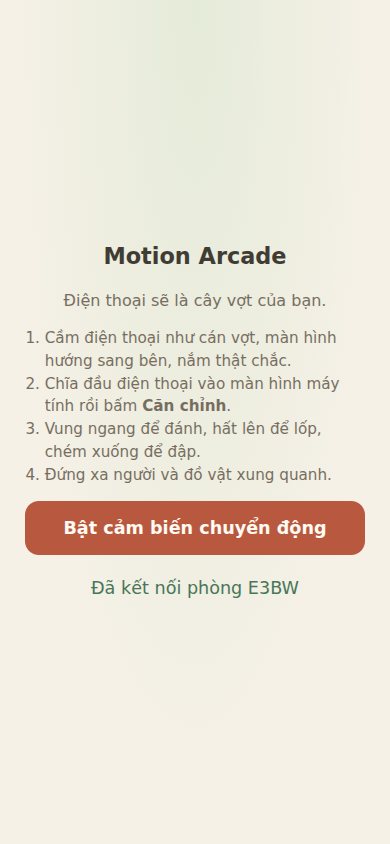 Motion Arcade
Điện thoại sẽ là cây vợt của bạn.
1. Cầm điện thoại như cán vợt, màn hình
hướng sang bên, nắm thật chắc.
2. Chĩa đầu điện thoại vào màn hình máy
tính rồi bấm Căn chỉnh.
3. Vung ngang để đánh, hất lên để lốp,
chém xuống để đập.
4. Đứng xa người và đồ vật xung quanh.
Bật cảm biến chuyển động
Đã kết nối phòng E3BW